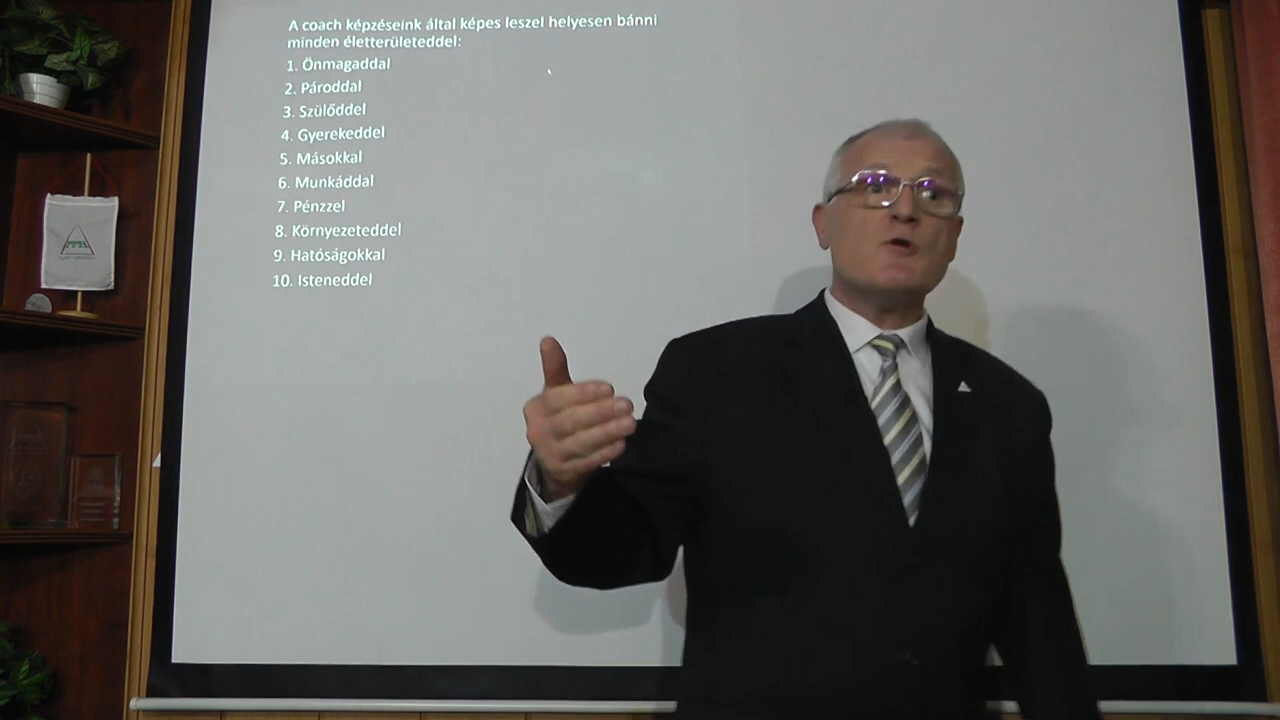 A coach képzéseink által képes leszel helyesen bánni
minden életterületeddel:
1. Önmagaddal
2. Pároddal
3. Szülőddel
4. Gyerekeddel
5. Másokkal
6. Munkáddal
7. Pénzzel
8. Környezeteddel
9. Hatóságokkal
10. Isteneddel